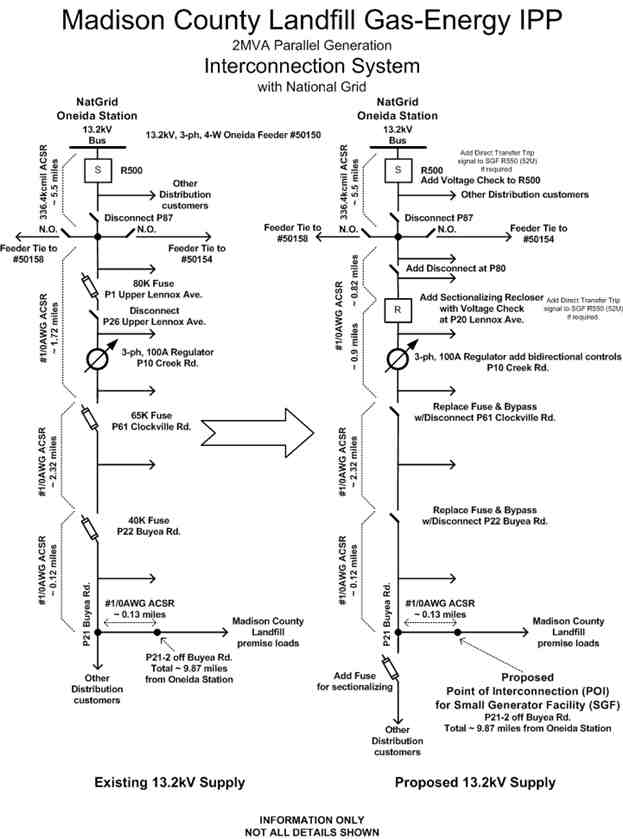 Madison County Landfill Gas-Energy IPP
2MVA Parallel Generation
Interconnection System
with National Grid
NatGrid
Oneida Station
13.2kV
Bus
13.2kV, 3-ph, 4-W Oneida Feeder #50150
336.4kcmil ACSR
~ 5.5 miles
S
R500
Other
Distribution
customers
Disconnect P87
N.O.
N.O.
Feeder Tie to
#50158
Feeder Tie to
#50154
80K Fuse
P1 Upper Lennox Ave.
Disconnect
P26 Upper Lennox Ave.
#1/0AWG ACSR
~ 1.72 miles
3-ph, 100A Regulator
P10 Creek Rd.
65K Fuse
P61 Clockville Rd.
#1/0AWG ACSR
~ 2.32 miles
40K Fuse
P22 Buyea Rd.
#1/0AWG ACSR
~ 0.12 miles
P21 Buyea Rd.
#1/0AWG ACSR
~ 0.13 miles
Madison County
Landfill
premise loads
P21-2 off Buyea Rd.
Total ~ 9.87 miles
from Oneida Station
Other
Distribution
customers
Existing 13.2kV Supply
NatGrid
Oneida Station
13.2kV
Bus
336.4kcmil ACSR
~ 5.5 miles
S
Add Direct Transfer Trip
signal to SGF R550 (52U)
if required
R500
Add Voltage Check to R500
Other Distribution customers
Disconnect P87
N.O.
N.O.
Feeder Tie to
#50158
Feeder Tie to
#50154
Add Disconnect at P80
~ 0.82 miles
R
Add Sectionalizing Recloser
with Voltage Check
at P20 Lennox Ave.
Add Direct Transfer Trip
signal to SGF R550 (52U)
if required
#1/0AWG ACSR
~ 0.9 miles
3-ph, 100A Regulator add bidirectional controls
P10 Creek Rd.
Replace Fuse & Bypass
w/Disconnect P61 Clockville Rd.
#1/0AWG ACSR
~ 2.32 miles
Replace Fuse & Bypass
w/Disconnect P22 Buyea Rd.
#1/0AWG ACSR
~ 0.12 miles
P21 Buyea Rd.
#1/0AWG ACSR
~ 0.13 miles
Madison County
Landfill
premise loads
Add Fuse
for sectionalizing
Proposed
Point of Interconnection (POI)
for Small Generator Facility (SGF)
P21-2 off Buyea Rd.
Total ~ 9.87 miles from Oneida Station
Other
Distribution
customers
Proposed 13.2kV Supply
INFORMATION ONLY
NOT ALL DETAILS SHOWN